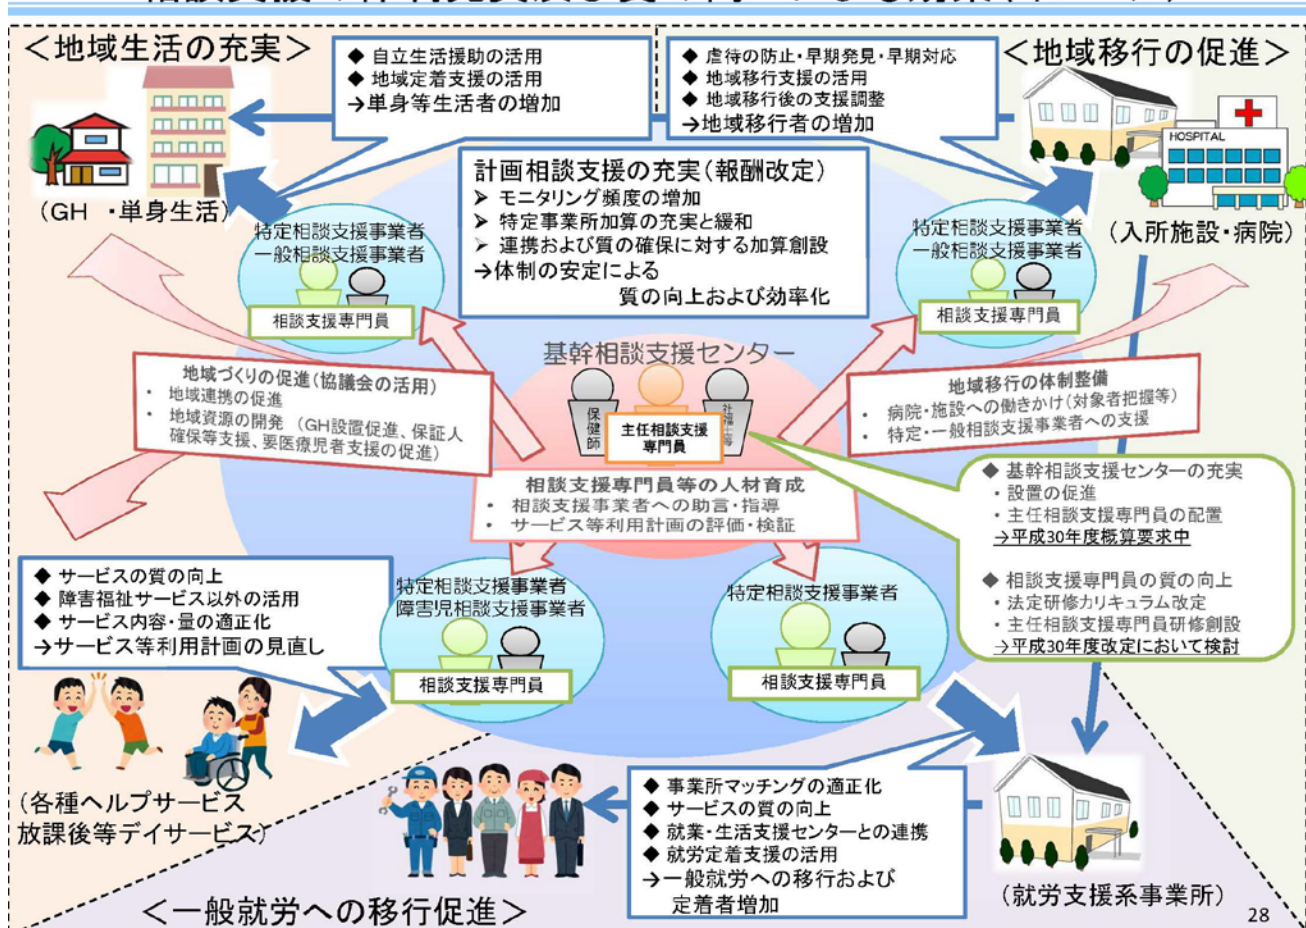 ＜地域生活の充実＞
◆ 自立生活援助の活用
◆ 地域定着支援の活用
→単身等生活者の増加
◆ 虐待の防止・早期発見・早期対応
◆ 地域移行支援の活用
◆ 地域移行後の支援調整
→地域移行者の増加
＜地域移行の促進＞
HOSPITAL
（GH ・単身生活）
（入所施設・病院）
計画相談支援の充実（報酬改定）
➢ モニタリング頻度の増加
➢ 特定事業所加算の充実と緩和
➢ 連携および質の確保に対する加算創設
→体制の安定による
質の向上および効率化
特定相談支援事業者
一般相談支援事業者
相談支援専門員
特定相談支援事業者
一般相談支援事業者
相談支援専門員
基幹相談支援センター
保健師
主任相談支援
専門員
地域づくりの促進（協議会の活用）
・ 地域連携の促進
・ 地域資源の開発 （GH設置促進、保証人
確保等支援、要医療児者支援の促進）
地域移行の体制整備
・ 病院・施設への働きかけ（対象者把握等）
・ 特定・一般相談支援事業者への支援
相談支援専門員等の人材育成
・ 相談支援事業者への助言・指導
・ サービス等利用計画の評価・検証
◆ 基幹相談支援センターの充実
・設置の促進
・主任相談支援専門員の配置
→平成30年度概算要求中
◆ 相談支援専門員の質の向上
・法定研修カリキュラム改定
・主任相談支援専門員研修創設
→平成30年度改定において検討
◆ サービスの質の向上
◆ 障害福祉サービス以外の活用
◆ サービス内容・量の適正化
→サービス等利用計画の見直し
特定相談支援事業者
障害児相談支援事業者
相談支援専門員
特定相談支援事業者
相談支援専門員
（各種ヘルプサービス
放課後等デイサービス）
◆ 事業所マッチングの適正化
◆ サービスの質の向上
◆ 就業・生活支援センターとの連携
◆ 就労定着支援の活用
→一般就労への移行および
定着者増加
（就労支援系事業所）
＜一般就労への移行促進＞
28